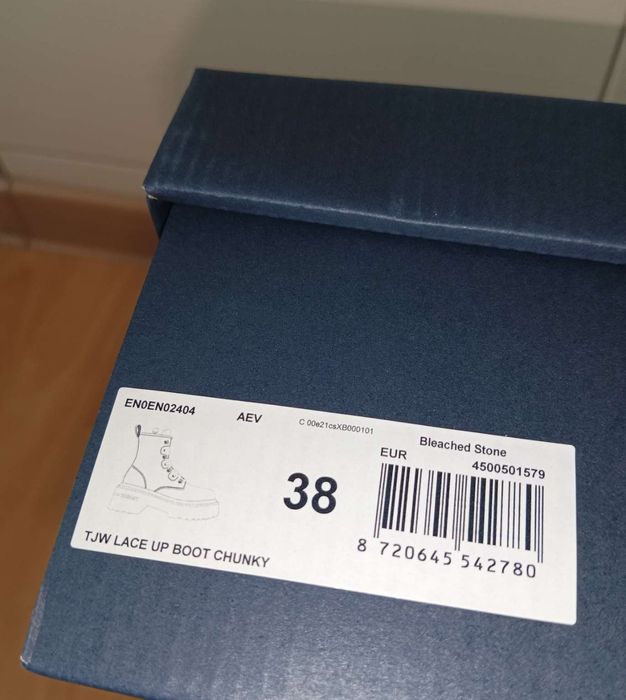 EN0EN02404
AEV
C 00e21csXB000101
Bleached Stone
EUR
4500501579
38
8 720645 542780
TJW LACE UP BOOT CHUNKY